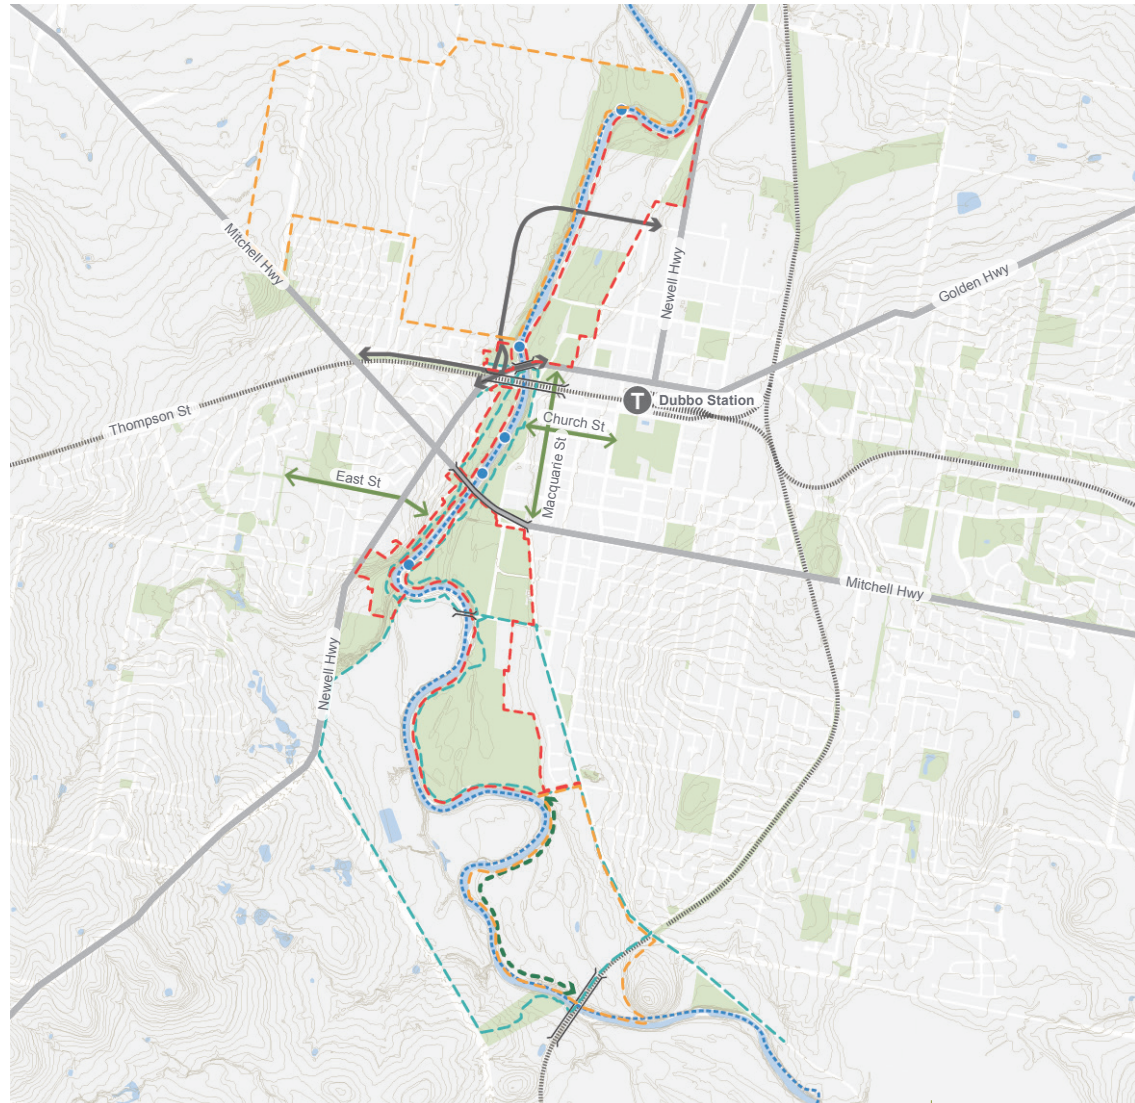 Mitchell Hwy
Newell Hwy
Golden Hwy
T
Dubbo Station
Thompson St
Church St
Macquarie St
East St
Mitchell Hwy
Newell Hwy